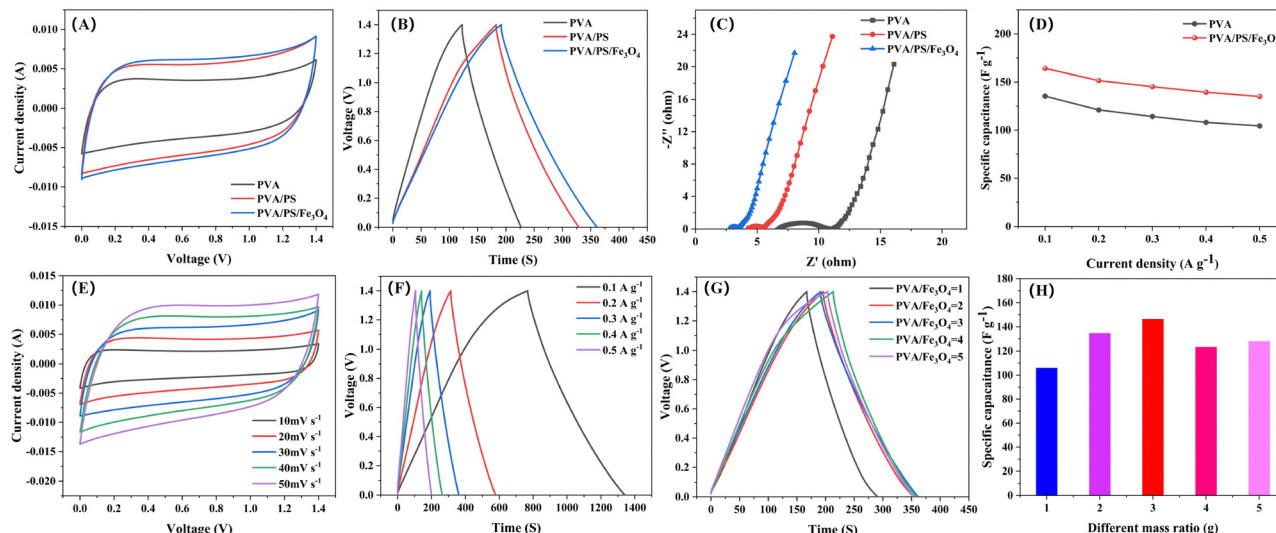 (A)
0.010
0.005
0.000
-0.005
-0.010
-0.015
Current density (A)
PVA
PVA/PS
PVA/PS/Fe₃O₄
0.0 0.2 0.4 0.6 0.8 1.0 1.2 1.4
Voltage (V)
(B)
1.6
1.4
1.2
1.0
0.8
0.6
0.4
0.2
0.0
Voltage (V)
PVA
PVA/PS
PVA/PS/Fe₃O₄
0 50 100 150 200 250 300 350 400 450
Time (S)
(C)
28
24
20
16
12
8
4
0
-Z'' (ohm)
PVA
PVA/PS
PVA/PS/Fe₃O₄
0 5 10 15 20
Z' (ohm)
(D)
200
150
100
50
0
Specific capacitance (F g⁻¹)
PVA
PVA/PS/Fe₃O
0.1 0.2 0.3 0.4 0.5
Current density (A g⁻¹)
(E)
0.015
0.010
0.005
0.000
-0.005
-0.010
-0.015
-0.020
Current density (A)
10mV s⁻¹
20mV s⁻¹
30mV s⁻¹
40mV s⁻¹
50mV s⁻¹
0.0 0.2 0.4 0.6 0.8 1.0 1.2 1.4
Voltage (V)
(F)
1.6
1.4
1.2
1.0
0.8
0.6
0.4
0.2
0.0
Voltage (V)
0.1 A g⁻¹
0.2 A g⁻¹
0.3 A g⁻¹
0.4 A g⁻¹
0.5 A g⁻¹
0 200 400 600 800 1000 1200 1400
Time (S)
(G)
1.6
1.4
1.2
1.0
0.8
0.6
0.4
0.2
0.0
Voltage (V)
PVA/Fe₃O₄=1
PVA/Fe₃O₄=2
PVA/Fe₃O₄=3
PVA/Fe₃O₄=4
PVA/Fe₃O₄=5
0 50 100 150 200 250 300 350 400 450
Time (S)
(H)
180
160
140
120
100
80
60
40
20
0
Specific capacaitance (F g⁻¹)
1 2 3 4 5
Different mass ratio (g)